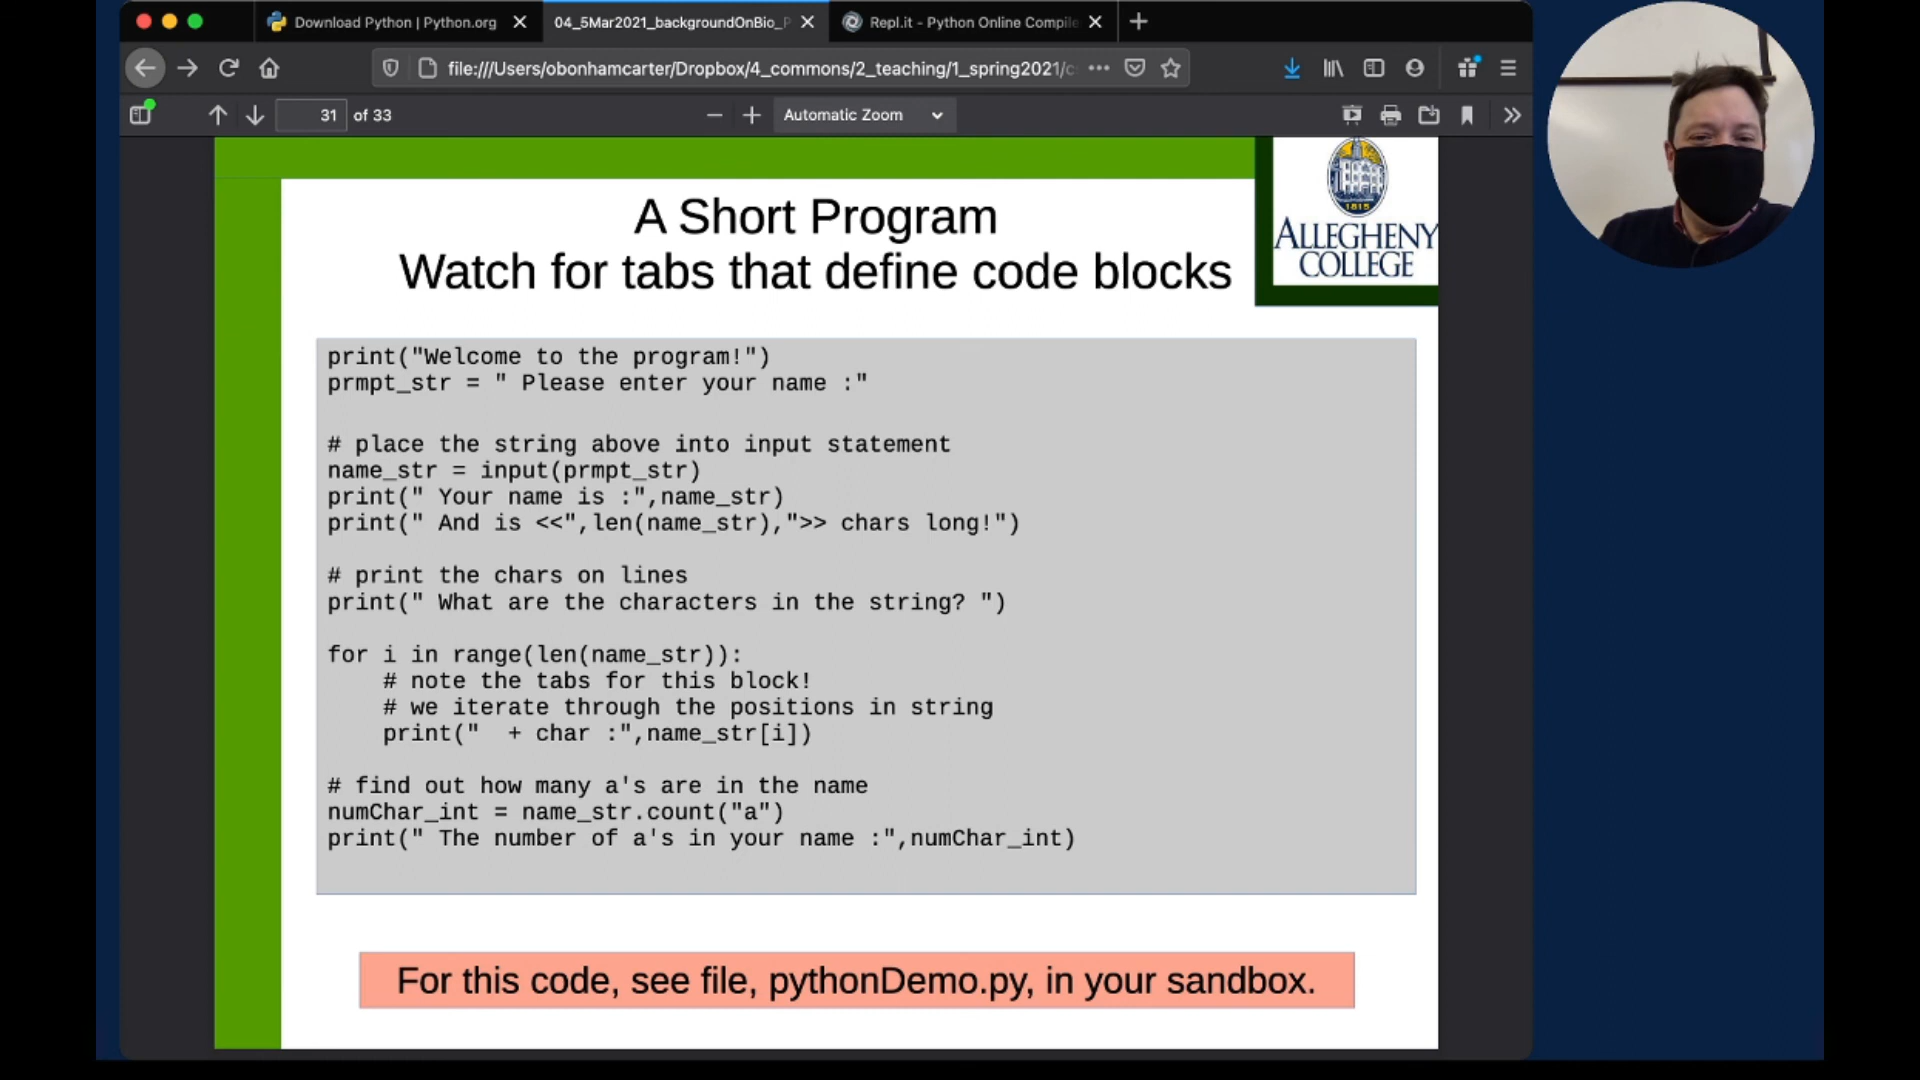 Download Python | Python.org
04_5Mar2021_backgroundOnBio_P
Repl.it - Python Online Compile
file:///Users/obonhamcarter/Dropbox/4_commons/2_teaching/1_spring2021/c
31 of 33
Automatic Zoom
A Short Program
Watch for tabs that define code blocks
1815
ALLEGHENY
COLLEGE
print("Welcome to the program!")
prmpt_str = " Please enter your name :"
# place the string above into input statement
name_str = input(prmpt_str)
print(" Your name is :",name_str)
print(" And is <<",len(name_str),">> chars long!")
# print the chars on lines
print(" What are the characters in the string? ")
for i in range(len(name_str)):
    # note the tabs for this block!
    # we iterate through the positions in string
    print("  + char :",name_str[i])
# find out how many a's are in the name
numChar_int = name_str.count("a")
print(" The number of a's in your name :",numChar_int)
For this code, see file, pythonDemo.py, in your sandbox.